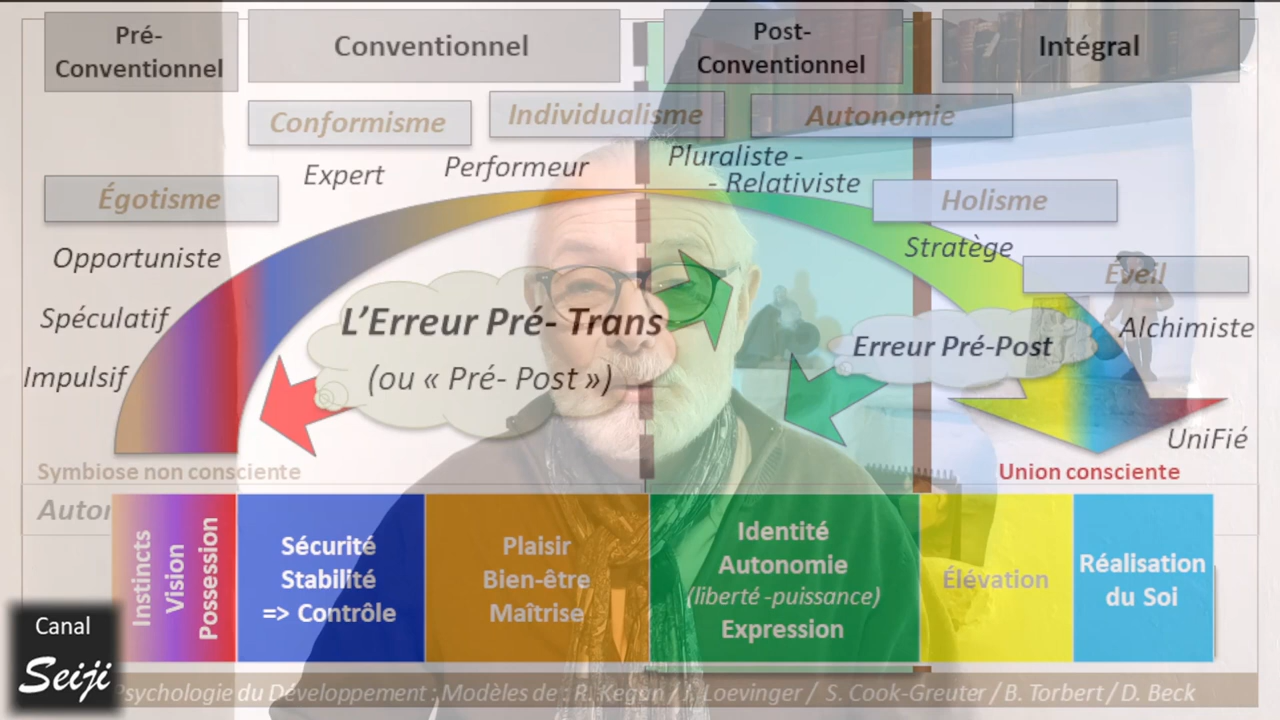 Pré-
Conventionnel
Conventionnel
Post-
Conventionnel
Intégral
Conformisme
Individualisme
Autonomie
Expert
Performeur
Pluraliste -
- Relativiste
Égotisme
Holisme
Opportuniste
Stratège
Éveil
Spéculatif
L'Erreur Pré- Trans
(ou « Pré- Post »)
Erreur Pré-Post
Alchimiste
Impulsif
UniFié
Symbiose non consciente
Union consciente
Instincts
Vision
Possession
Sécurité
Stabilité
=> Contrôle
Plaisir
Bien-être
Maîtrise
Identité
Autonomie
(liberté -puissance)
Expression
Élévation
Réalisation
du Soi
Canal
Seiji
Psychologie du Développement : Modèles de : R. Kegan / J. Loevinger / S. Cook-Greuter / B. Torbert / D. Beck